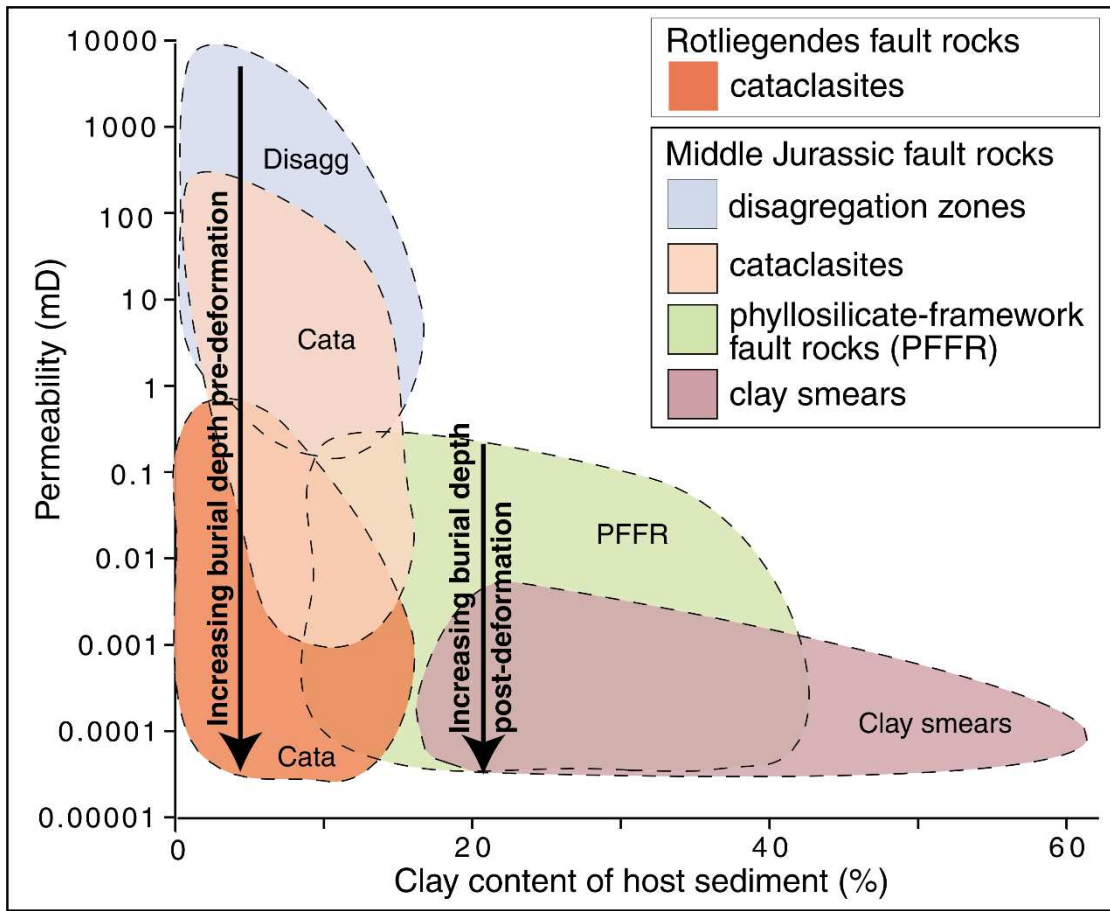 Rotliegendes fault rocks
cataclasites
Middle Jurassic fault rocks
disagregation zones
cataclasites
phyllosilicate-framework
fault rocks (PFFR)
clay smears
Permeability (mD)
10000
1000
100
10
1
0.1
0.01
0.001
0.0001
0.00001
Disagg
Cata
Increasing burial depth pre-deformation
Cata
Increasing burial depth
post-deformation
PFFR
Clay smears
0
20
40
60
Clay content of host sediment (%)